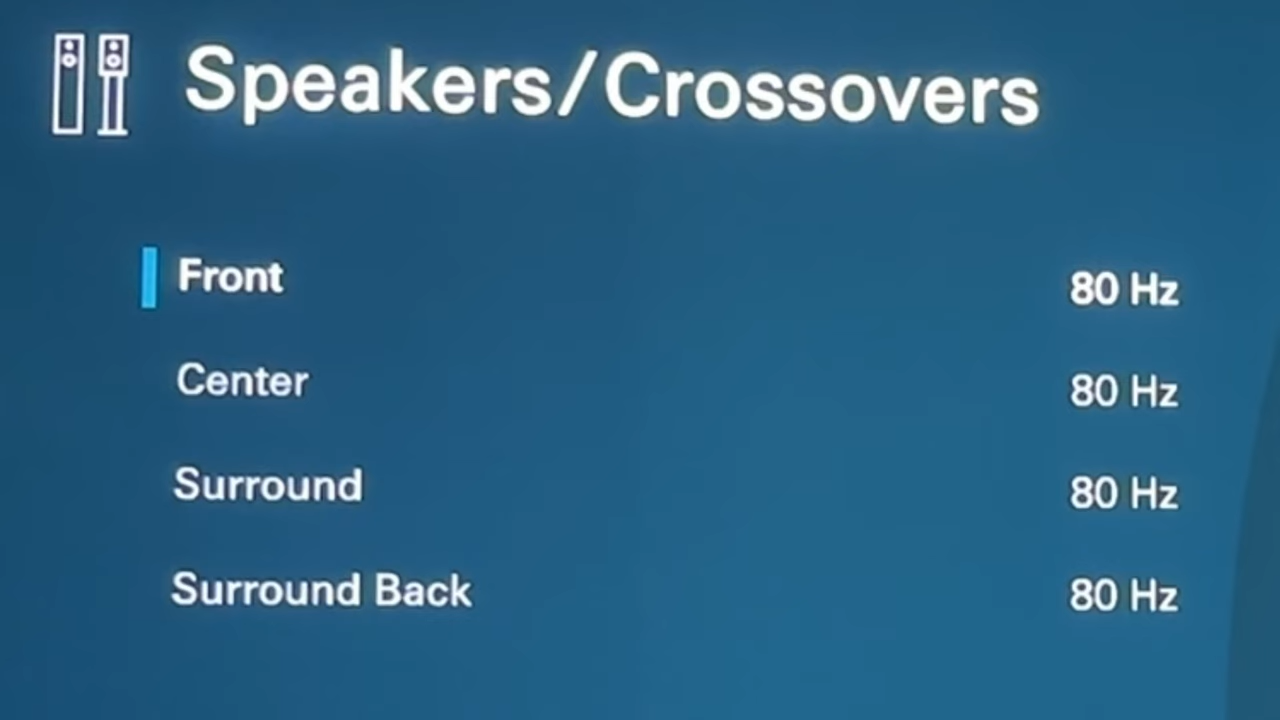 Speakers/Crossovers
Front 80 Hz
Center 80 Hz
Surround 80 Hz
Surround Back 80 Hz